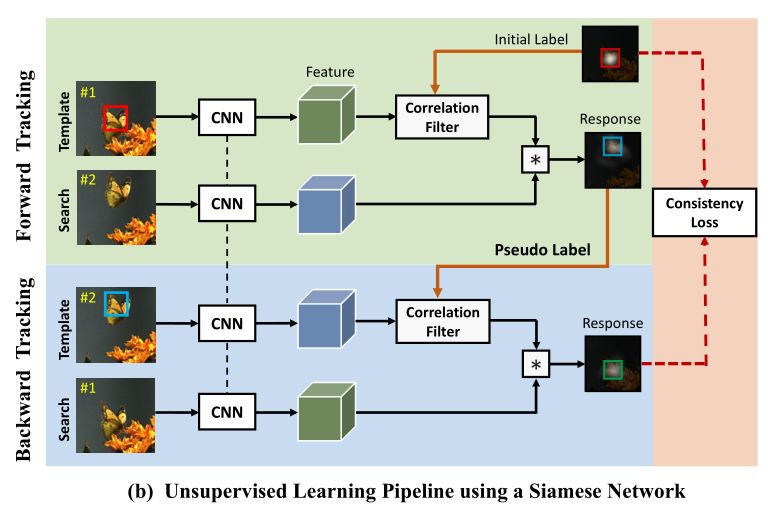 Forward Tracking
Template
#1
CNN
Feature
Correlation
Filter
Initial Label
Response
*
Search
#2
CNN
Consistency
Loss
Pseudo Label
Backward Tracking
Template
#2
CNN
Correlation
Filter
Response
*
Search
#1
CNN
(b) Unsupervised Learning Pipeline using a Siamese Network